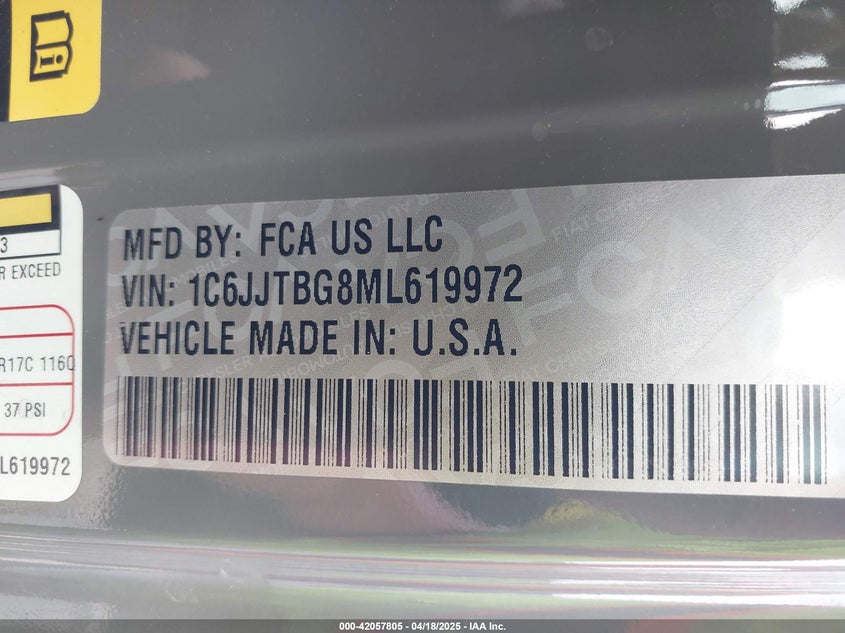 3
R EXCEED
R17C 116Q
37 PSI
L619972
MFD BY: FCA US LLC
VIN: 1C6JJTBG8ML619972
VEHICLE MADE IN: U.S.A.
000-42057805 - 04/18/2025 - IAA Inc.